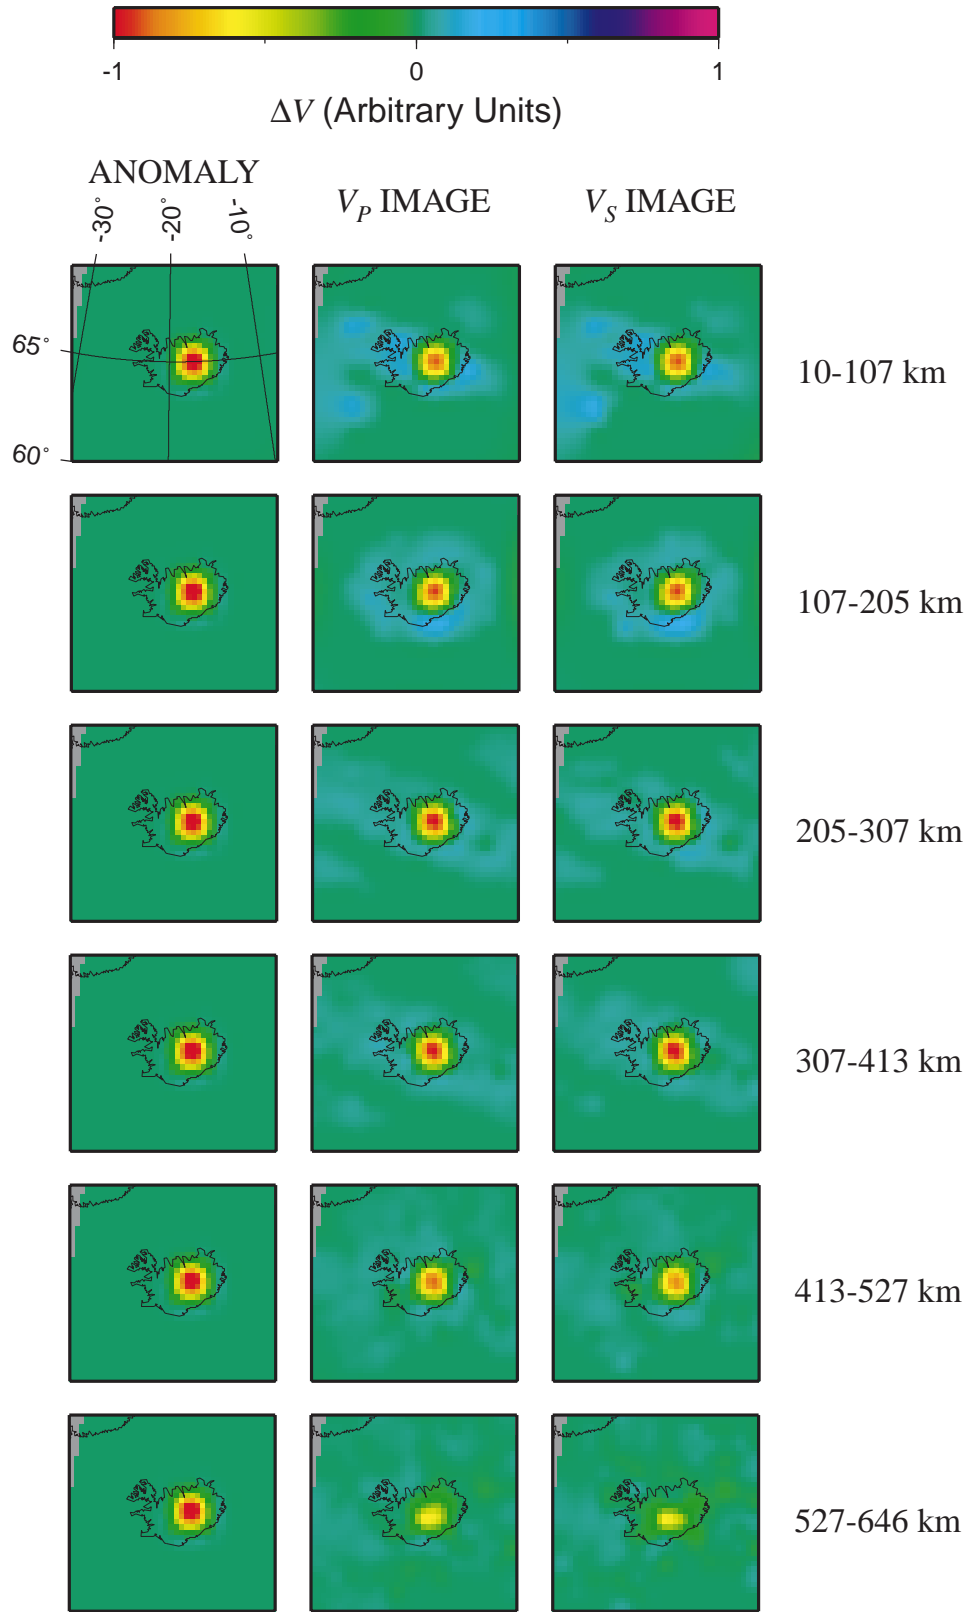 -1 0 1
ΔV (Arbitrary Units)
ANOMALY
V_P IMAGE
V_S IMAGE
-30° -20° -10°
65°
60°
10-107 km
107-205 km
205-307 km
307-413 km
413-527 km
527-646 km